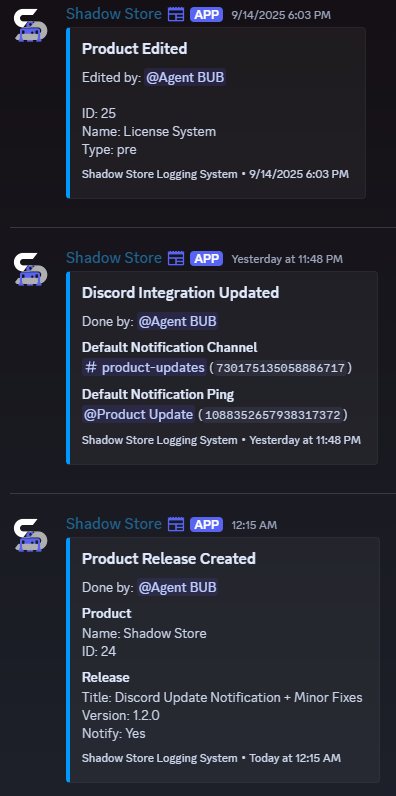 Shadow Store APP 9/14/2025 6:03 PM
Product Edited
Edited by: @Agent BUB
ID: 25
Name: License System
Type: pre
Shadow Store Logging System • 9/14/2025 6:03 PM
Shadow Store APP Yesterday at 11:48 PM
Discord Integration Updated
Done by: @Agent BUB
Default Notification Channel
# product-updates (730175135058886717)
Default Notification Ping
@Product Update (1088352657938317372)
Shadow Store Logging System • Yesterday at 11:48 PM
Shadow Store APP 12:15 AM
Product Release Created
Done by: @Agent BUB
Product
Name: Shadow Store
ID: 24
Release
Title: Discord Update Notification + Minor Fixes
Version: 1.2.0
Notify: Yes
Shadow Store Logging System • Today at 12:15 AM